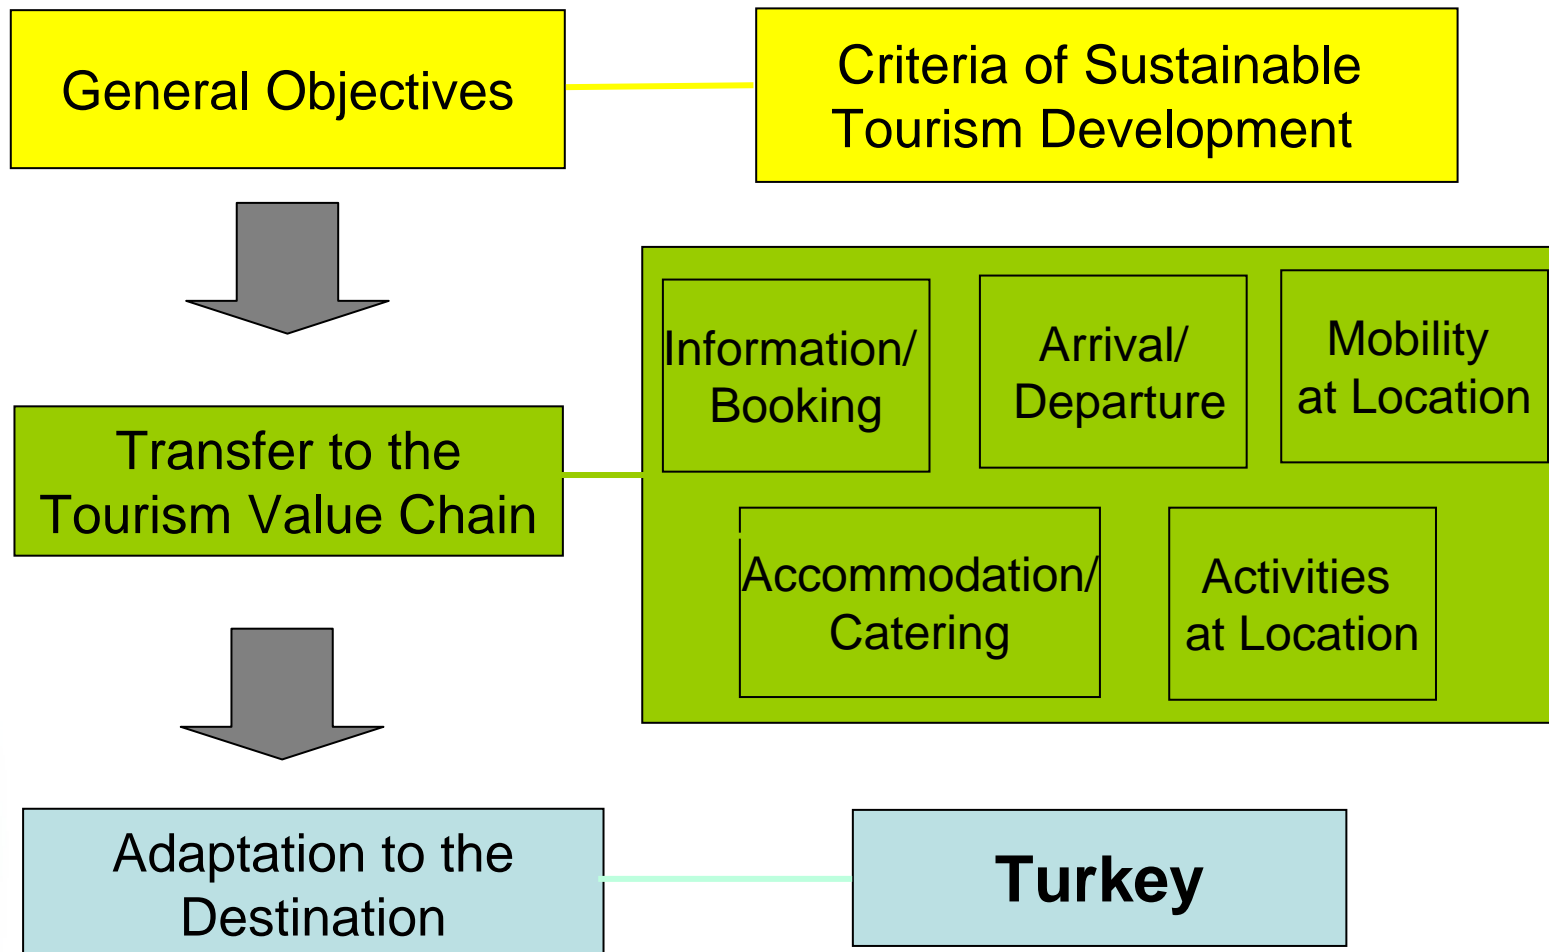 General Objectives
Criteria of Sustainable
Tourism Development
Information/
Booking
Arrival/
Departure
Mobility
at Location
Transfer to the
Tourism Value Chain
Accommodation/
Catering
Activities
at Location
Adaptation to the
Destination
Turkey